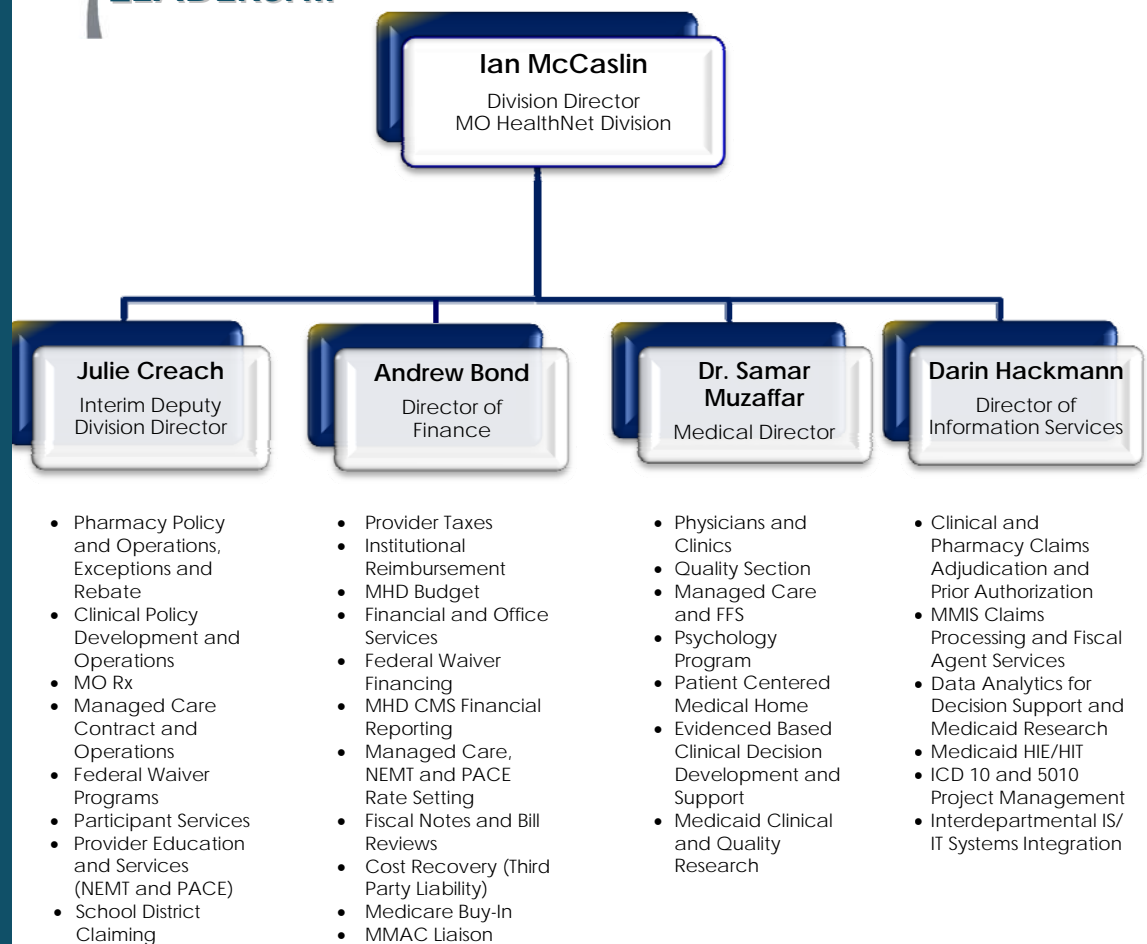 Ian McCaslin
Division Director
MO HealthNet Division
Julie Creach
Interim Deputy
Division Director
Andrew Bond
Director of
Finance
Dr. Samar
Muzaffar
Medical Director
Darin Hackmann
Director of
Information Services
• Pharmacy Policy
and Operations,
Exceptions and
Rebate
• Clinical Policy
Development and
Operations
• MO Rx
• Managed Care
Contract and
Operations
• Federal Waiver
Programs
• Participant Services
• Provider Education
and Services
(NEMT and PACE)
• School District
Claiming
• Provider Taxes
• Institutional
Reimbursement
• MHD Budget
• Financial and Office
Services
• Federal Waiver
Financing
• MHD CMS Financial
Reporting
• Managed Care,
NEMT and PACE
Rate Setting
• Fiscal Notes and Bill
Reviews
• Cost Recovery (Third
Party Liability)
• Medicare Buy-In
• MMAC Liaison
• Physicians and
Clinics
• Quality Section
• Managed Care
and FFS
• Psychology
Program
• Patient Centered
Medical Home
• Evidenced Based
Clinical Decision
Development and
Support
• Medicaid Clinical
and Quality
Research
• Clinical and
Pharmacy Claims
Adjudication and
Prior Authorization
• MMIS Claims
Processing and Fiscal
Agent Services
• Data Analytics for
Decision Support and
Medicaid Research
• Medicaid HIE/HIT
• ICD 10 and 5010
Project Management
• Interdepartmental IS/
IT Systems Integration